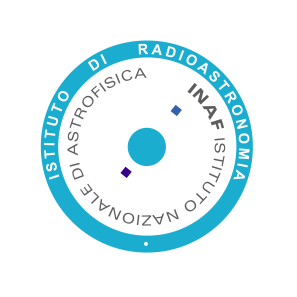 ISTITUTO DI RADIOASTRONOMIA
INAF ISTITUTO NAZIONALE DI ASTROFISICA